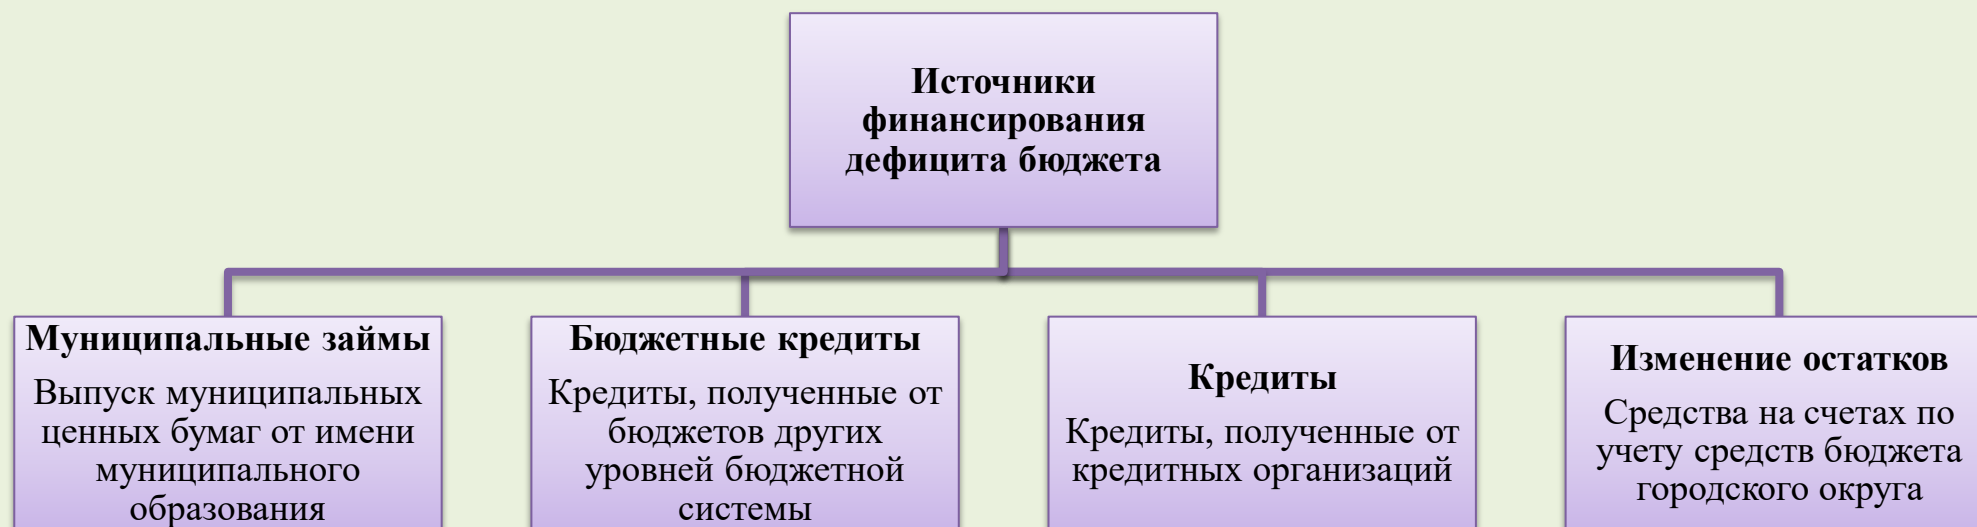 Источники
финансирования
дефицита бюджета
Муниципальные займы
Выпуск муниципальных
ценных бумаг от имени
муниципального
образования
Бюджетные кредиты
Кредиты, полученные от
бюджетов других
уровней бюджетной
системы
Кредиты
Кредиты, полученные от
кредитных организаций
Изменение остатков
Средства на счетах по
учету средств бюджета
городского округа